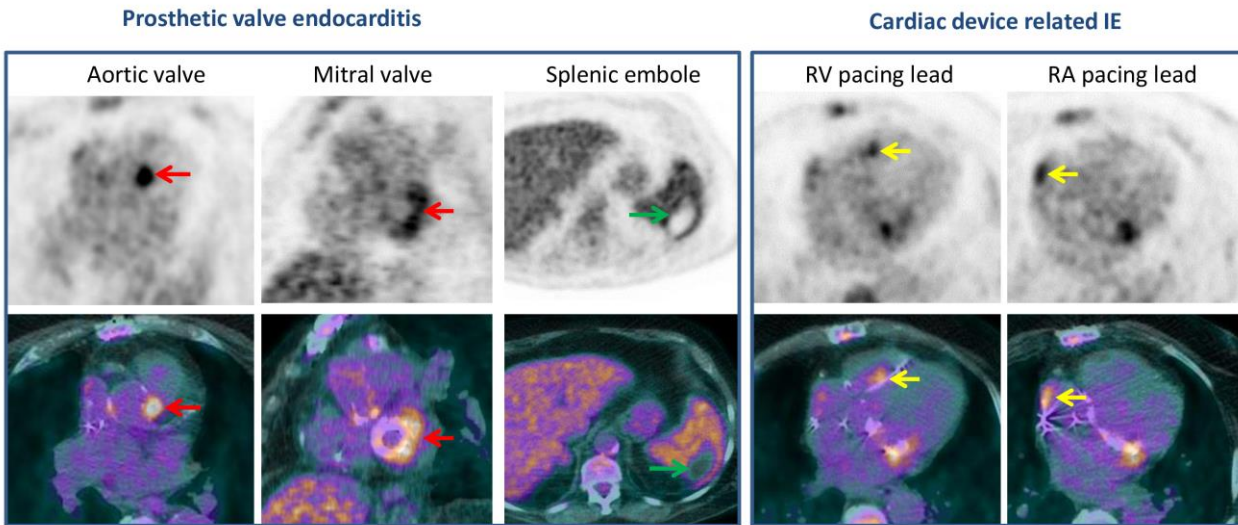 Prosthetic valve endocarditis
Cardiac device related IE
Aortic valve
Mitral valve
Splenic embole
RV pacing lead
RA pacing lead